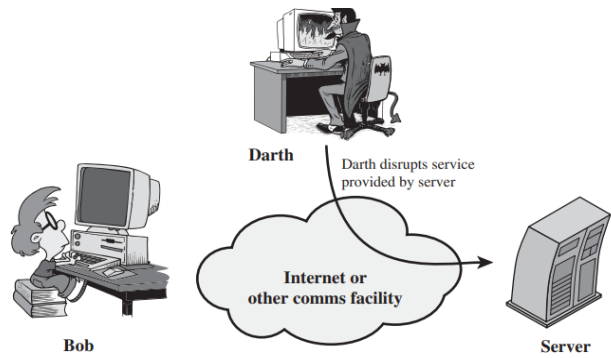 Darth
Darth disrupts service
provided by server
Internet or
other comms facility
Bob
Server